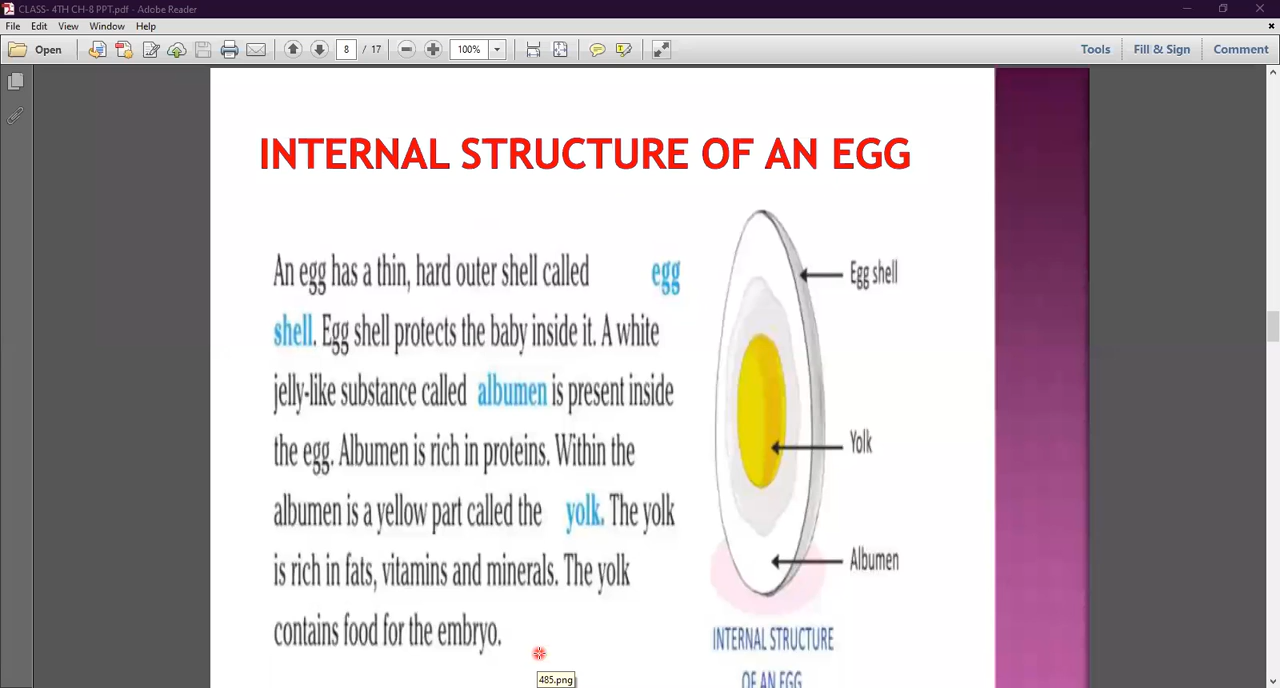 CLASS- 4TH CH-8 PPT.pdf - Adobe Reader
File Edit View Window Help
Open 8 / 17 100% Tools Fill & Sign Comment
INTERNAL STRUCTURE OF AN EGG
An egg has a thin, hard outer shell called egg
shell. Egg shell protects the baby inside it. A white
jelly-like substance called albumen is present inside
the egg. Albumen is rich in proteins. Within the
albumen is a yellow part called the yolk. The yolk
is rich in fats, vitamins and minerals. The yolk
contains food for the embryo.
Egg shell
Yolk
Albumen
INTERNAL STRUCTURE
OF AN EGG
485.png